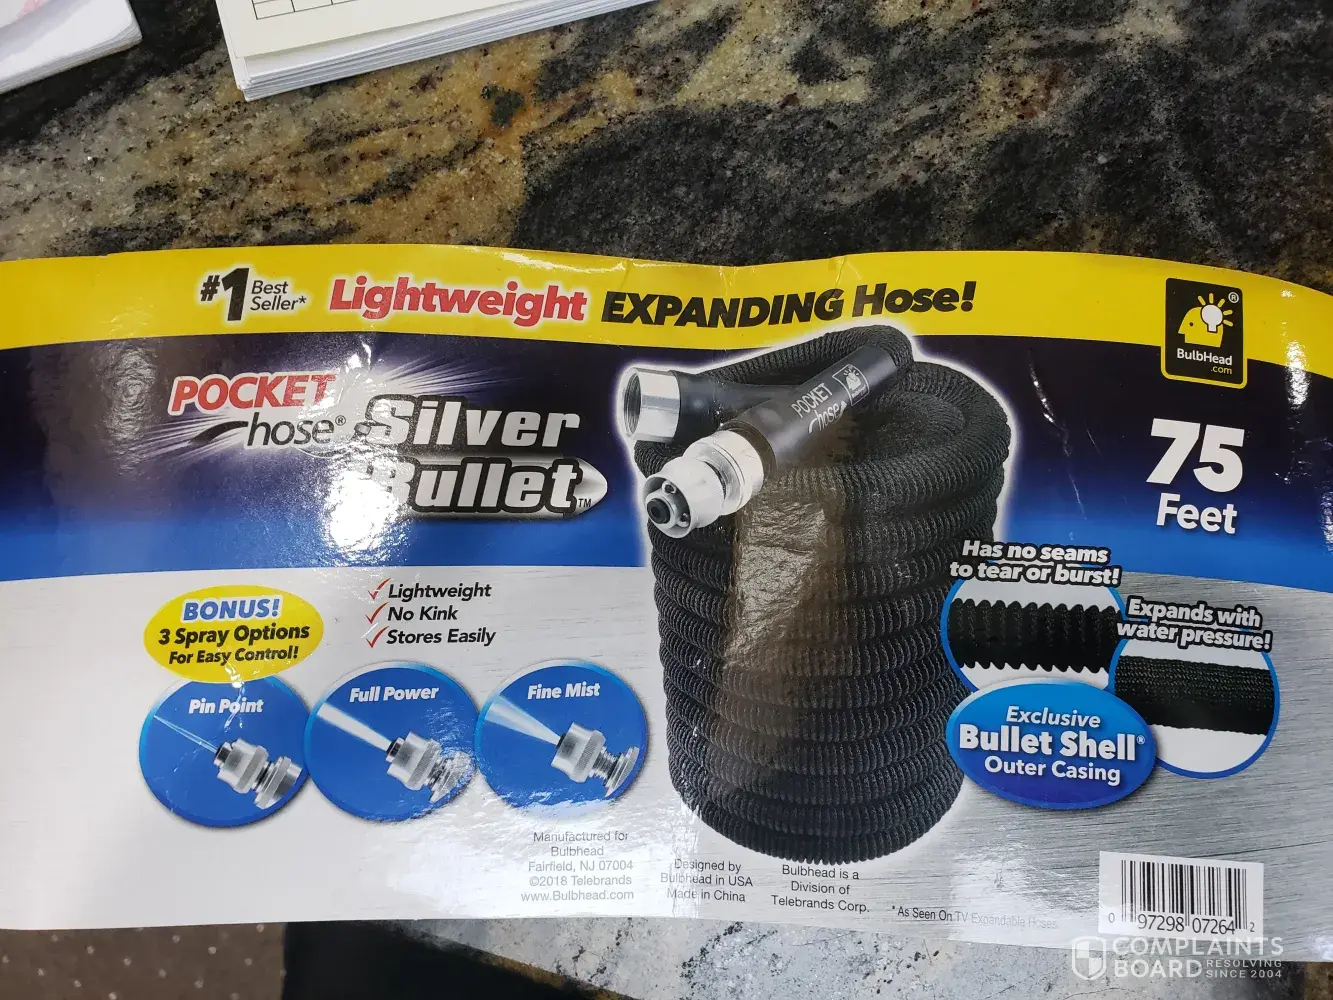 #1 Best
Seller*
Lightweight EXPANDING Hose!
BulbHead
.com
POCKET
hose®
Silver
Bullet™
POCKET
hose
75
Feet
Has no seams
to tear or burst!
Expands with
water pressure!
Exclusive
Bullet Shell®
Outer Casing
BONUS!
3 Spray Options
For Easy Control!
Lightweight
No Kink
Stores Easily
Pin Point
Full Power
Fine Mist
Manufactured for
Bulbhead
Fairfield, NJ 07004
©2018 Telebrands
www.Bulbhead.com
Designed by
Bulbhead in USA
Made in China
Bulbhead is a
Division of
Telebrands Corp.
* As Seen On TV Expandable Hoses
0 97298 07264 2
COMPLAINTS
BOARD RESOLVING
SINCE 2004